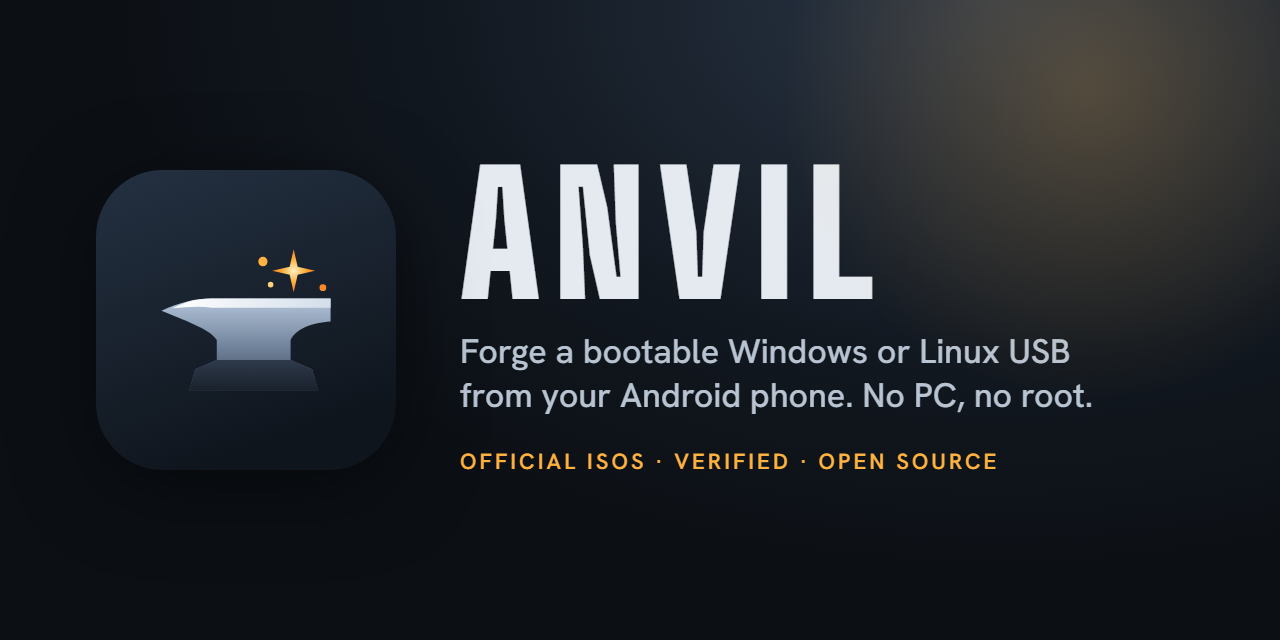 ANVIL
Forge a bootable Windows or Linux USB
from your Android phone. No PC, no root.
OFFICIAL ISOS · VERIFIED · OPEN SOURCE